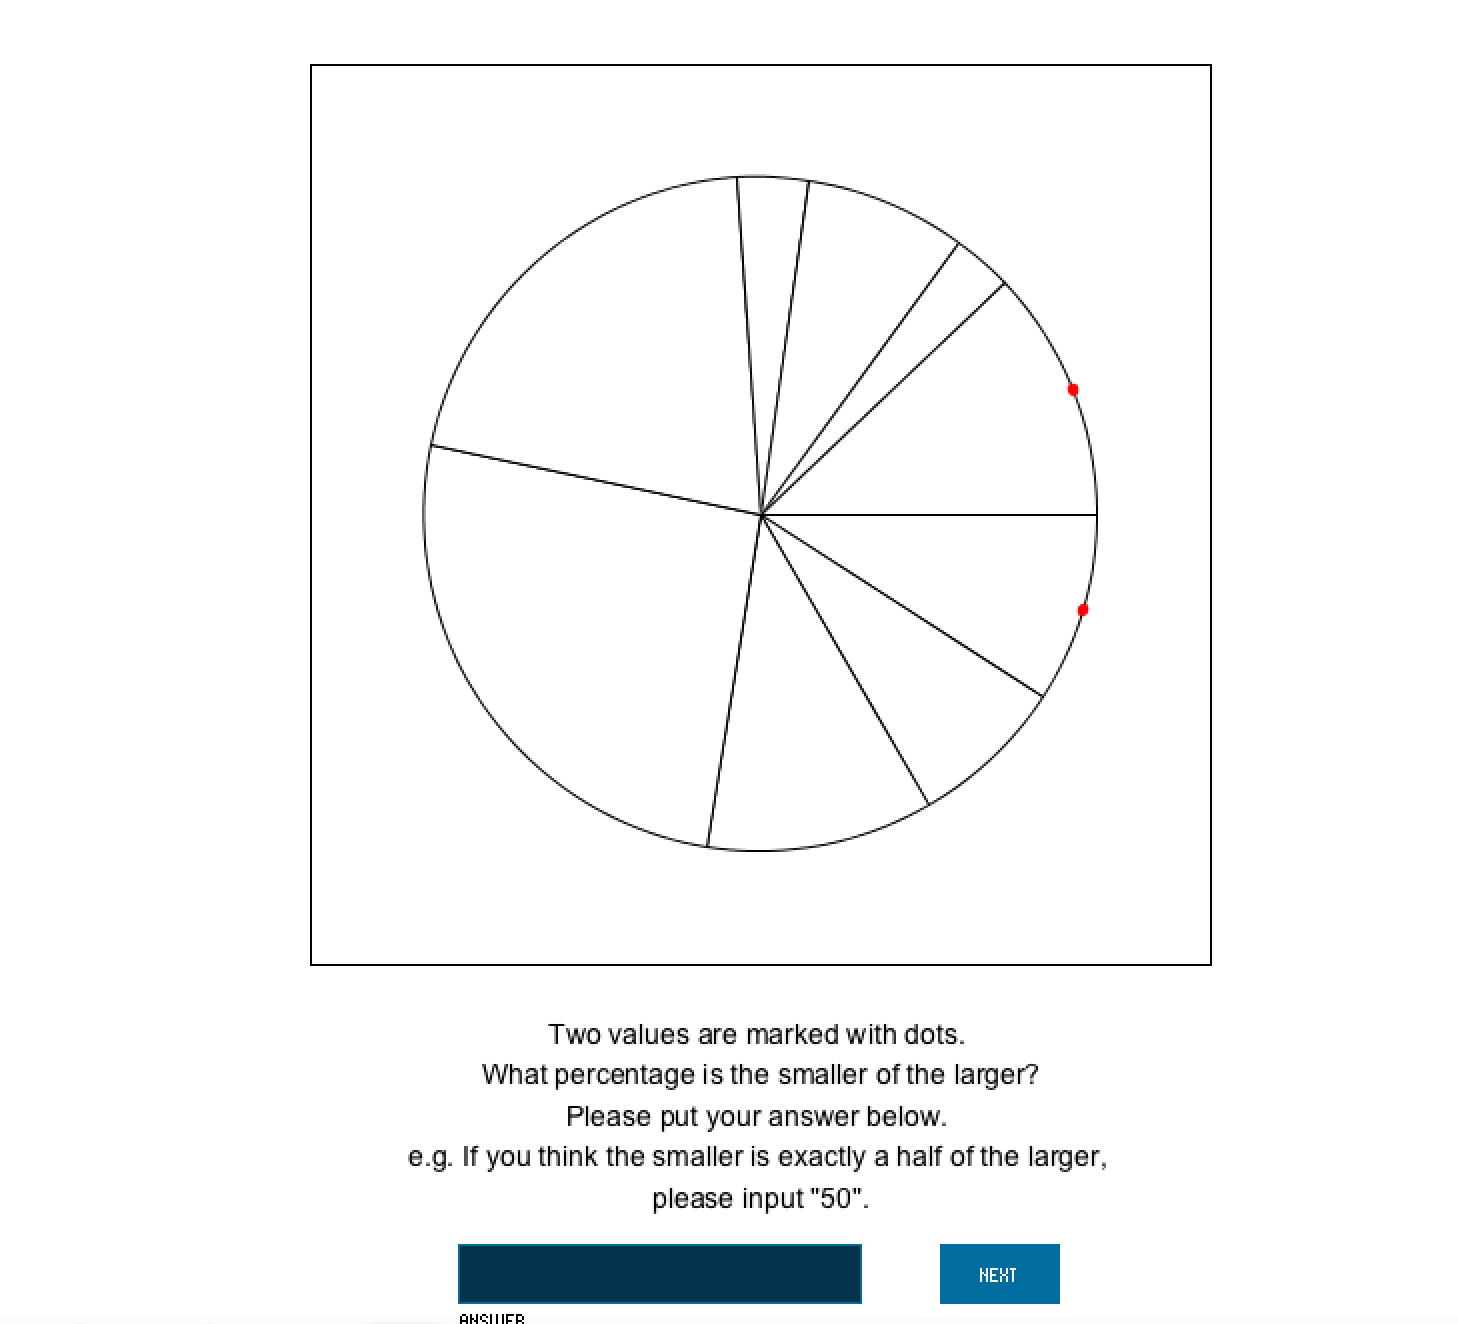 Two values are marked with dots.
What percentage is the smaller of the larger?
Please put your answer below.
e.g. If you think the smaller is exactly a half of the larger,
please input "50".
NEXT
ANSWER